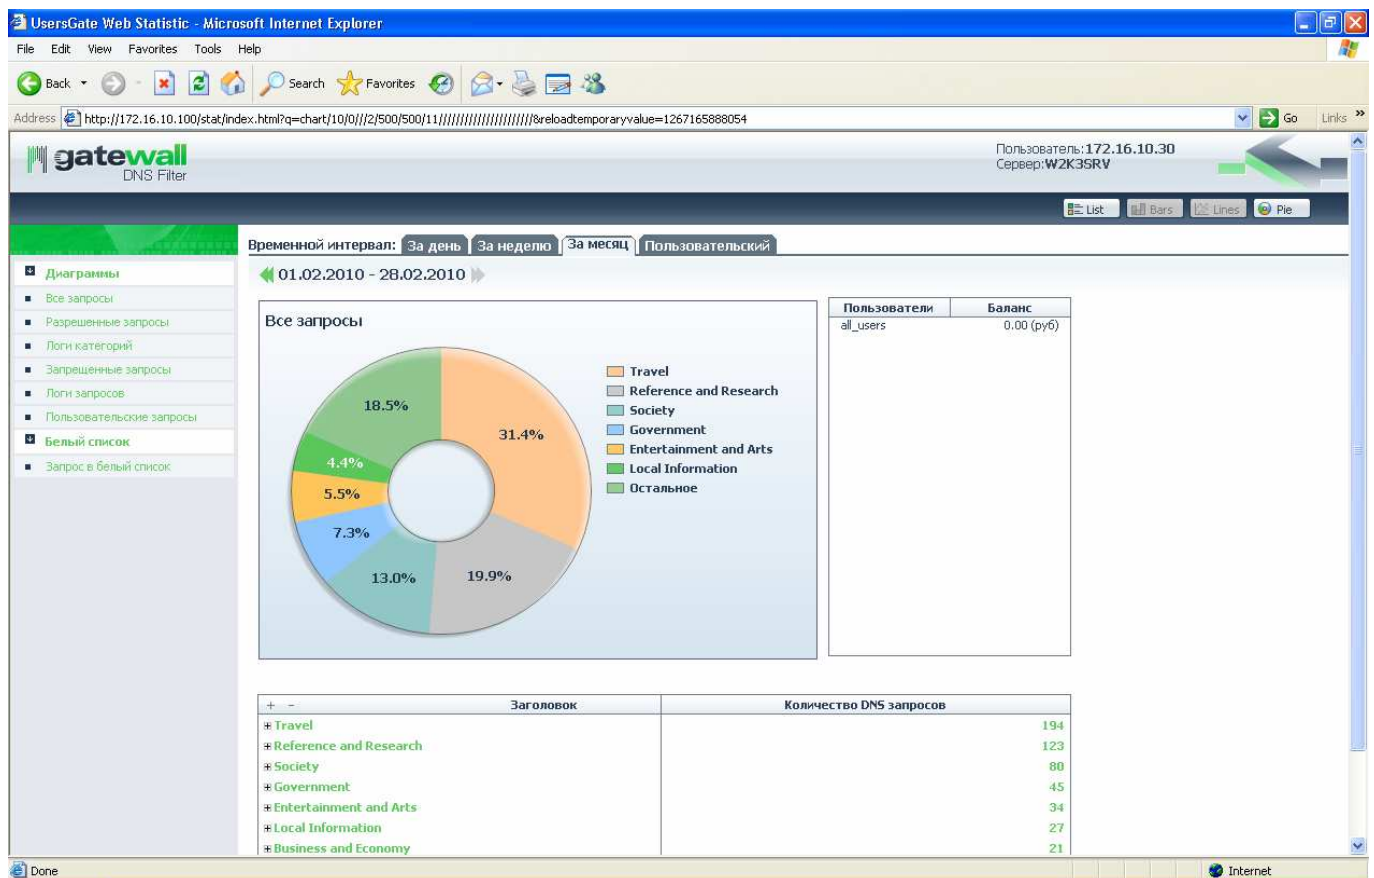 UsersGate Web Statistic - Microsoft Internet Explorer
File Edit View Favorites Tools Help
Back Search Favorites
Address http://172.16.10.100/stat/index.html?q=chart/10/0///2/500/500/11//////////////////////&reloadtemporaryvalue=1267165888054 Go Links »
gatewall
DNS Filter
Пользователь:172.16.10.30
Сервер:W2K3SRV
List Bars Lines Pie
Временной интервал: За день За неделю За месяц Пользовательский
01.02.2010 - 28.02.2010
Диаграммы
Все запросы
Разрешенные запросы
Логи категорий
Запрещенные запросы
Логи запросов
Пользовательские запросы
Белый список
Запрос в белый список
Все запросы
31.4%
19.9%
13.0%
7.3%
5.5%
4.4%
18.5%
Travel
Reference and Research
Society
Government
Entertainment and Arts
Local Information
Остальное
Пользователи Баланс
all_users 0.00 (руб)
+ - Заголовок Количество DNS запросов
Travel 194
Reference and Research 123
Society 80
Government 45
Entertainment and Arts 34
Local Information 27
Business and Economy 21
Done Internet